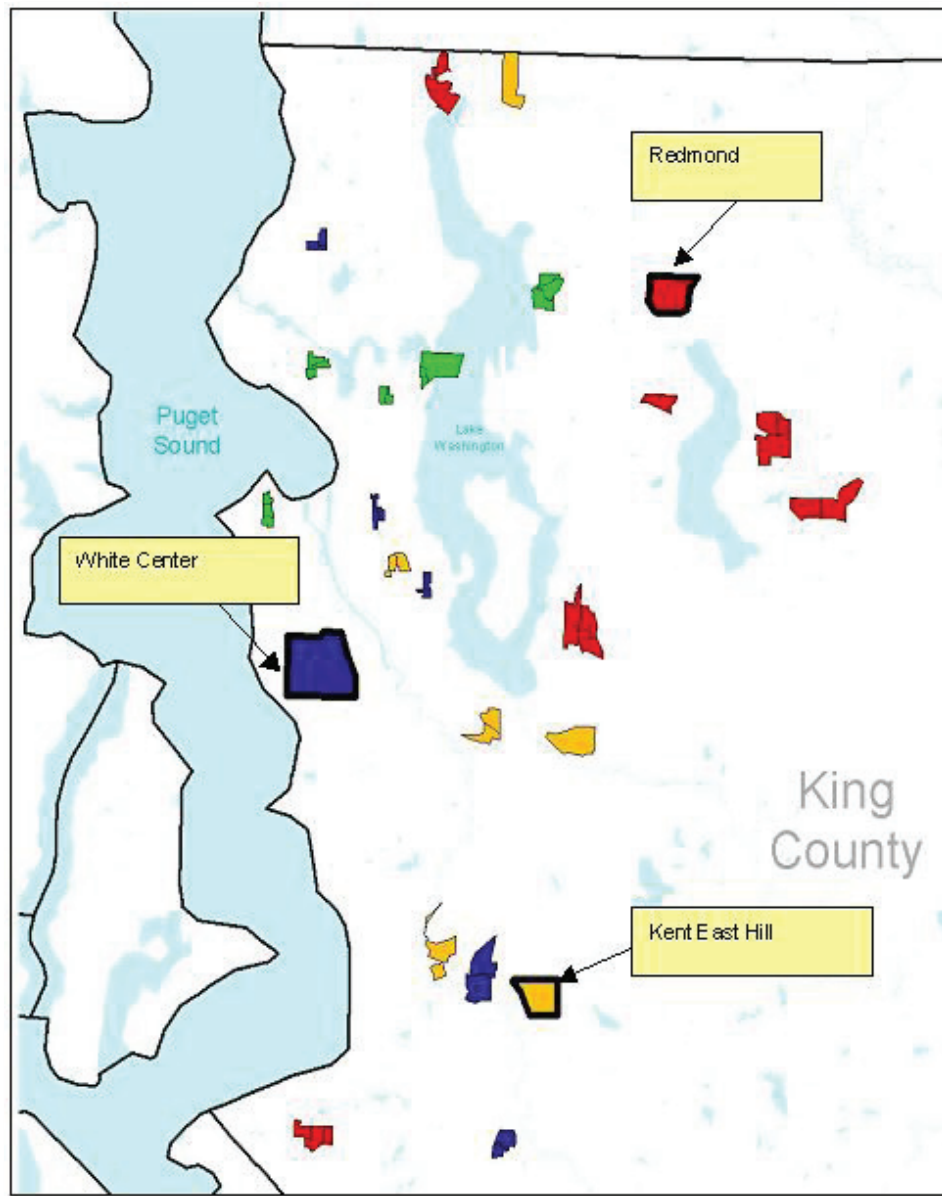 Redmond
Puget
Sound
Lake
Washington
White Center
King
County
Kent East Hill